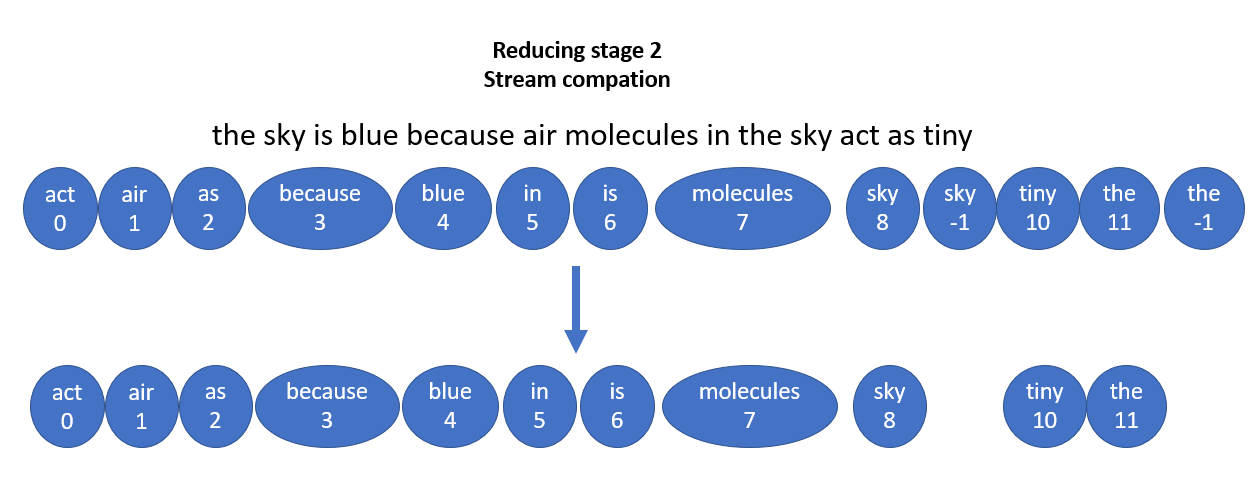 Reducing stage 2
Stream compation
the sky is blue because air molecules in the sky act as tiny
act air as because blue in is molecules sky sky tiny the the
0 1 2 3 4 5 6 7 8 -1 10 11 -1
act air as because blue in is molecules sky tiny the
0 1 2 3 4 5 6 7 8 10 11